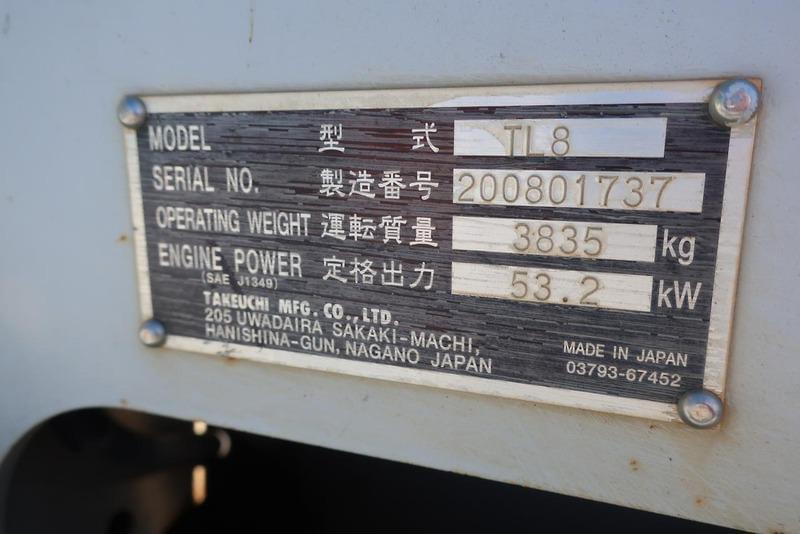 MODEL 型 式 TL8
SERIAL NO. 製造番号 200801737
OPERATING WEIGHT 運転質量 3835 kg
ENGINE POWER 定格出力 53.2 kW
(SAE J1349)
TAKEUCHI MFG. CO., LTD.
205 UWADAIRA SAKAKI-MACHI,
HANISHINA-GUN, NAGANO JAPAN
MADE IN JAPAN
03793-67452